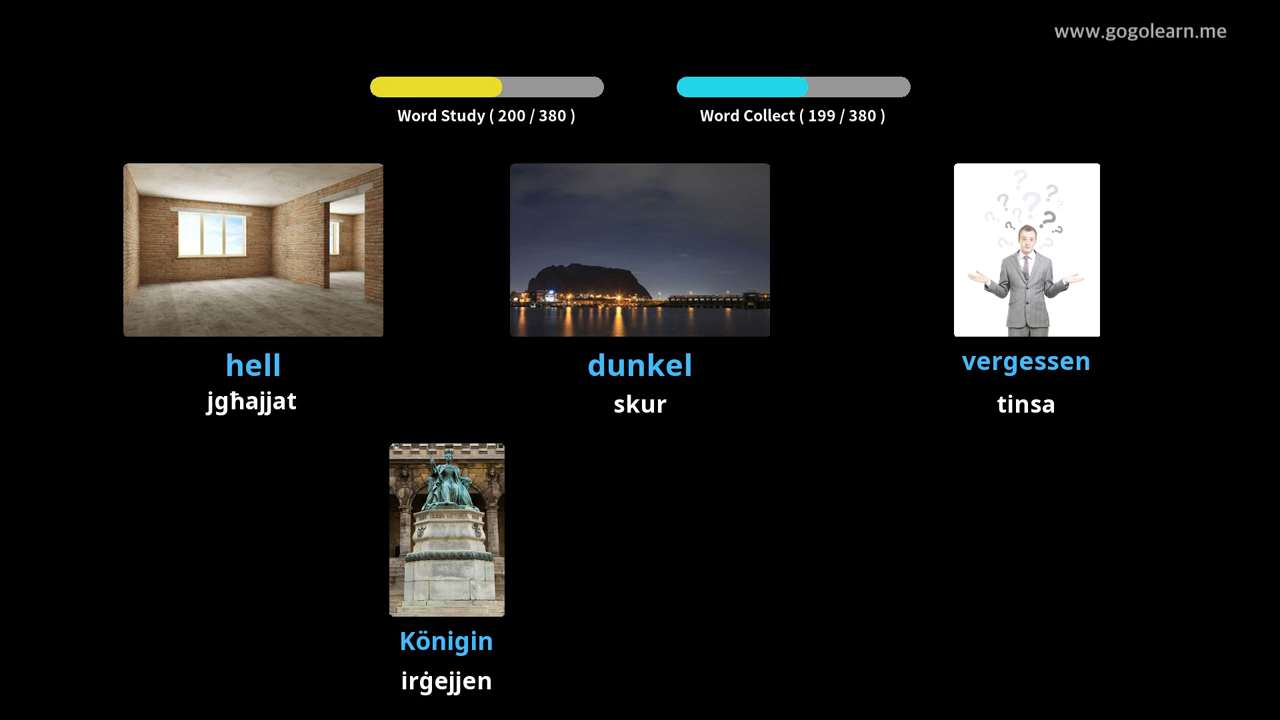 www.gogolearn.me
Word Study ( 200 / 380 )
Word Collect ( 199 / 380 )
hell
jgħajjat
dunkel
skur
vergessen
tinsa
Königin
irġejjen